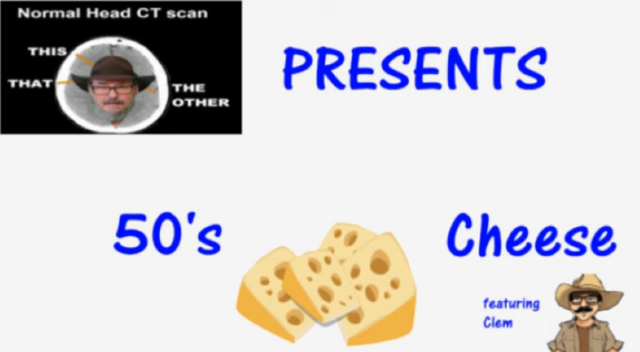 Normal Head CT scan
THIS
THAT
THE
OTHER
PRESENTS
50's
Cheese
featuring
Clem